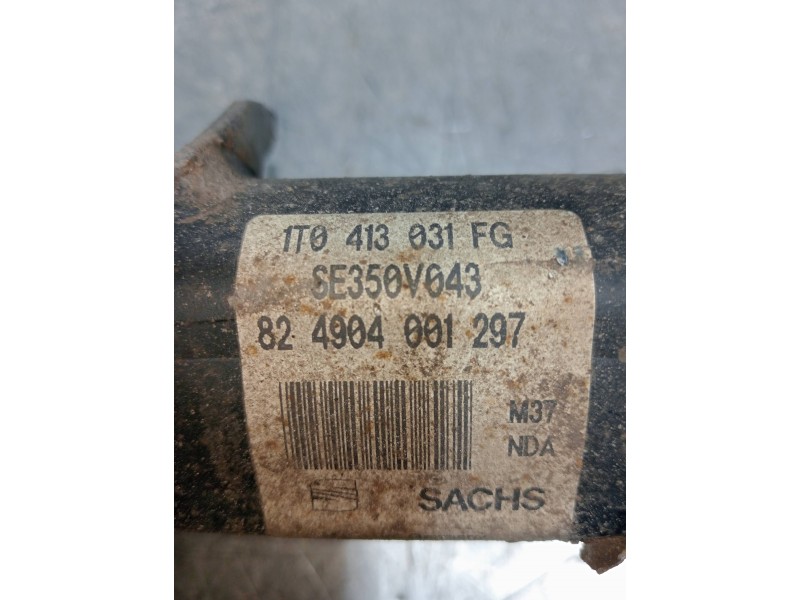 1T0 413 031 FG
SE350V043
82 4904 001 297
M37
NDA
SACHS